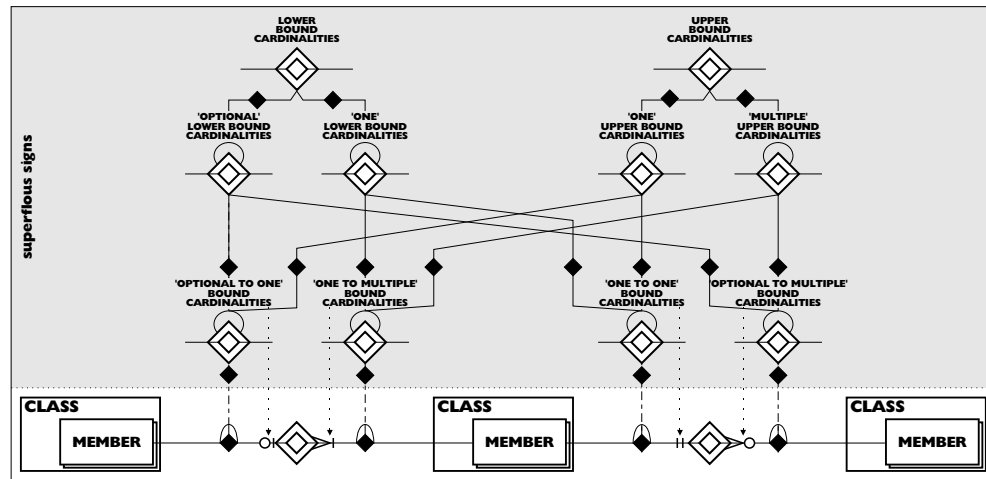 LOWER
BOUND
CARDINALITIES
UPPER
BOUND
CARDINALITIES
'OPTIONAL'
LOWER BOUND
CARDINALITIES
'ONE'
LOWER BOUND
CARDINALITIES
'ONE'
UPPER BOUND
CARDINALITIES
'MULTIPLE'
UPPER BOUND
CARDINALITIES
superflous signs
'OPTIONAL TO ONE'
BOUND
CARDINALITIES
'ONE TO MULTIPLE'
BOUND
CARDINALITIES
'ONE TO ONE'
BOUND
CARDINALITIES
'OPTIONAL TO MULTIPLE'
BOUND
CARDINALITIES
CLASS
MEMBER
CLASS
MEMBER
CLASS
MEMBER